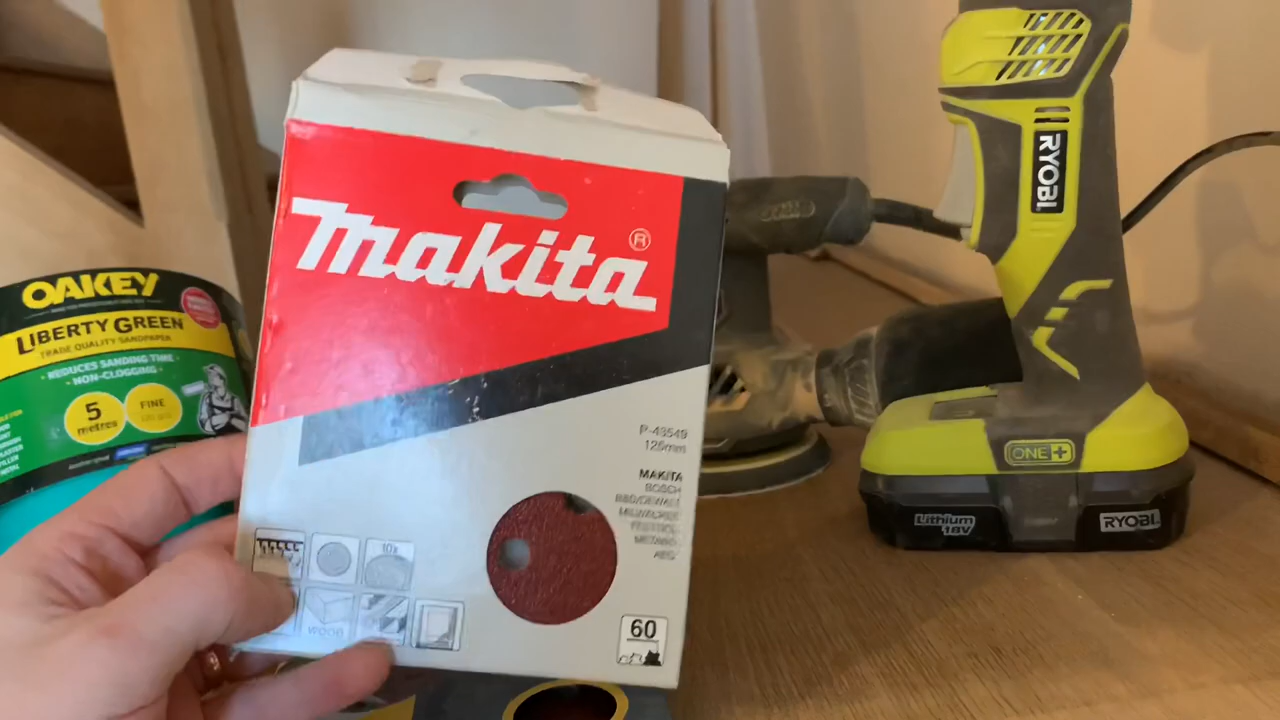 makita®
P-43549
125mm
MAKITA
BOSCH
B&D/DEWALT
MILWAUKEE
FESTOOL
METABO
AEG
10x
WOOD
60
OAKEY
LIBERTY GREEN
TRADE QUALITY SANDPAPER
· REDUCES SANDING TIME ·
· NON-CLOGGING ·
5
metres
FINE
RYOBI
ONE+
Lithium
18V
RYOBI